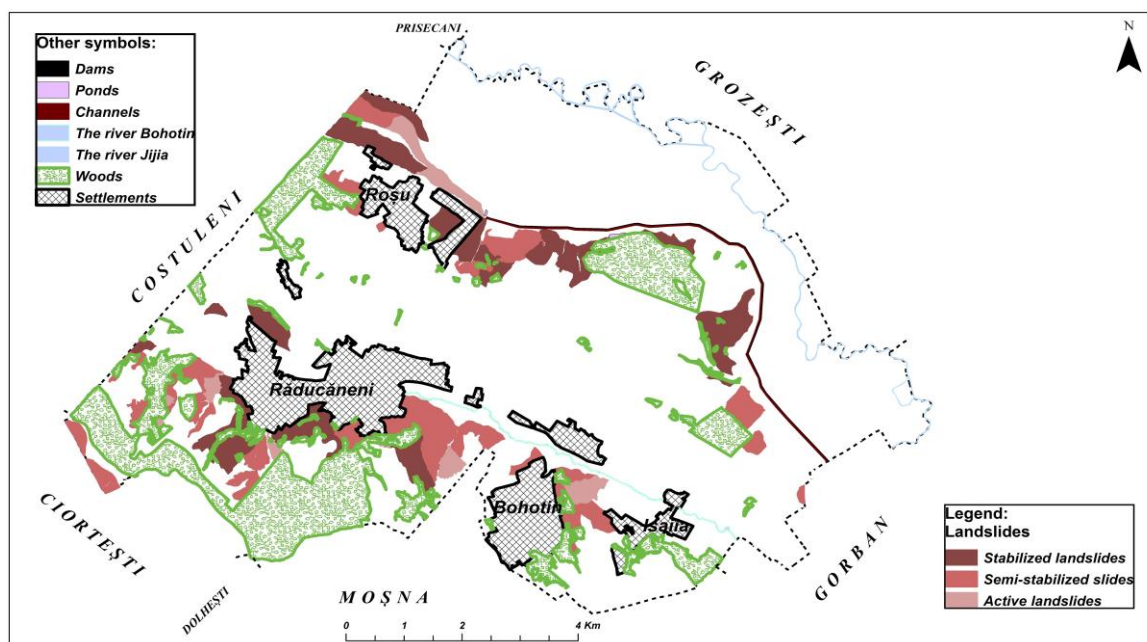 Other symbols:
Dams
Ponds
Channels
The river Bohotin
The river Jijia
Woods
Settlements
PRISECANI
GROZEȘTI
N
COSTULENI
Roșu
Răducăneni
Bohotin
Isaiia
CIORTEȘTI
DOLHEȘTI
MOȘNA
GORBAN
Legend:
Landslides
Stabilized landslides
Semi-stabilized slides
Active landslides
0 1 2 4 Km